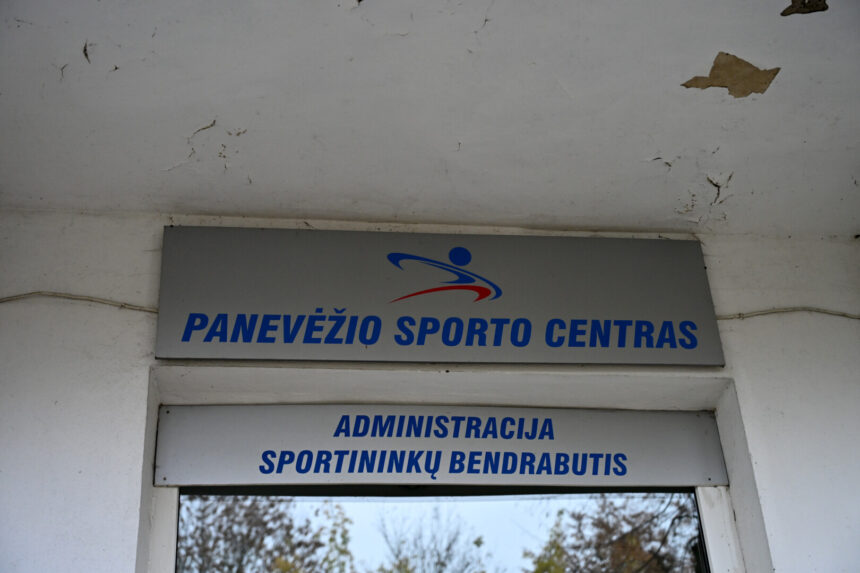 PANEVĖŽIO SPORTO CENTRAS
ADMINISTRACIJA
SPORTININKŲ BENDRABUTIS